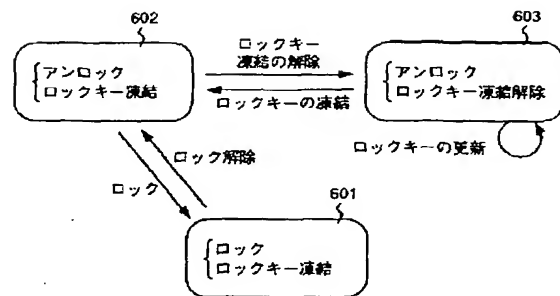 602
603
アンロック
ロックキー凍結
ロックキー
凍結の解除
ロックキーの凍結
アンロック
ロックキー凍結解除
ロックキーの更新
ロック解除
ロック
601
ロック
ロックキー凍結